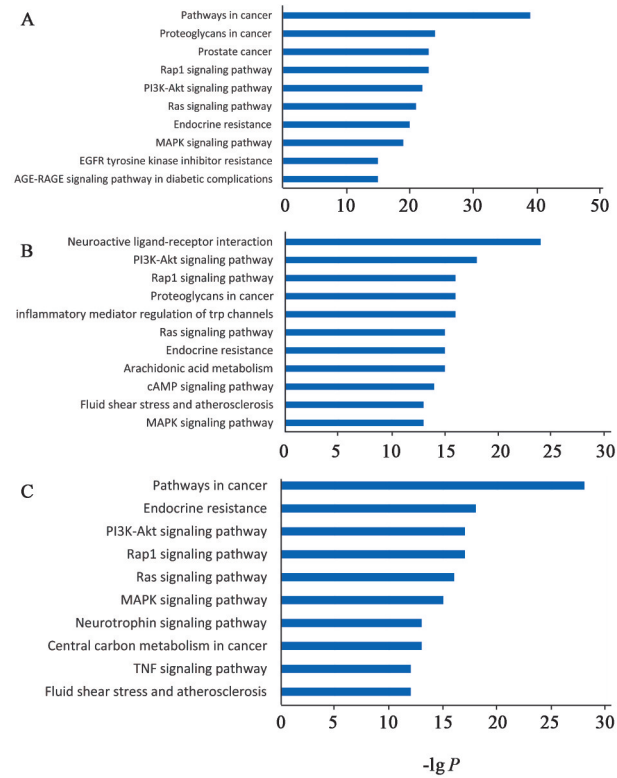 A
Pathways in cancer
Proteoglycans in cancer
Prostate cancer
Rap1 signaling pathway
PI3K-Akt signaling pathway
Ras signaling pathway
Endocrine resistance
MAPK signaling pathway
EGFR tyrosine kinase inhibitor resistance
AGE-RAGE signaling pathway in diabetic complications
0 10 20 30 40 50
B
Neuroactive ligand-receptor interaction
PI3K-Akt signaling pathway
Rap1 signaling pathway
Proteoglycans in cancer
inflammatory mediator regulation of trp channels
Ras signaling pathway
Endocrine resistance
Arachidonic acid metabolism
cAMP signaling pathway
Fluid shear stress and atherosclerosis
MAPK signaling pathway
0 5 10 15 20 25 30
C
Pathways in cancer
Endocrine resistance
PI3K-Akt signaling pathway
Rap1 signaling pathway
Ras signaling pathway
MAPK signaling pathway
Neurotrophin signaling pathway
Central carbon metabolism in cancer
TNF signaling pathway
Fluid shear stress and atherosclerosis
0 5 10 15 20 25 30
-lg P